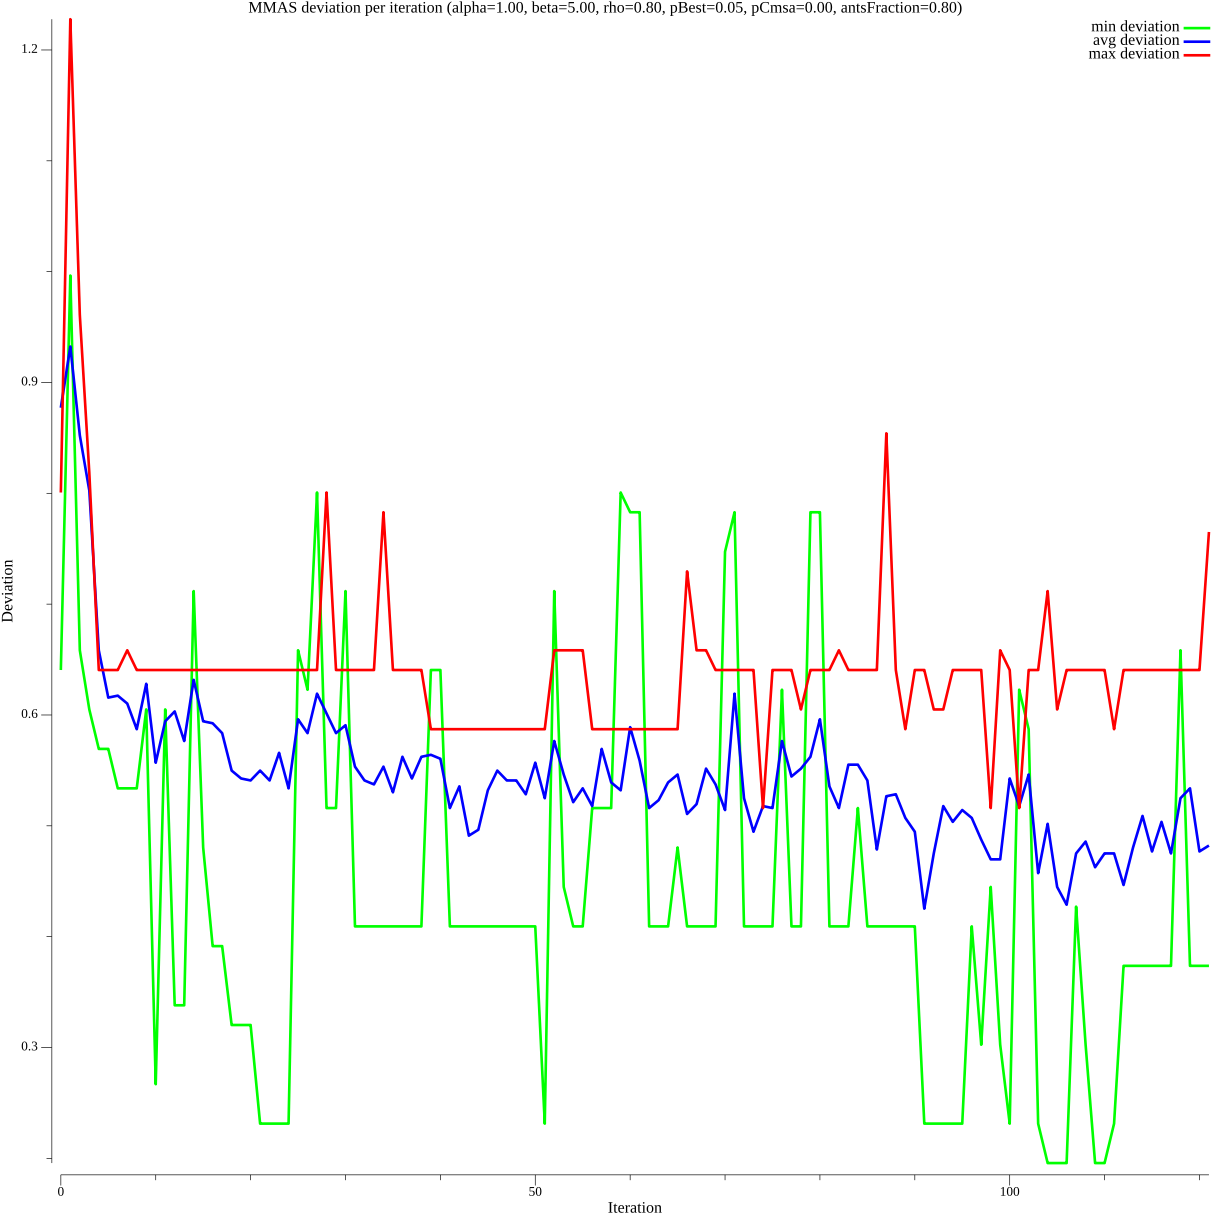 MMAS deviation per iteration (alpha=1.00, beta=5.00, rho=0.80, pBest=0.05, pCmsa=0.00, antsFraction=0.80)
min deviation
avg deviation
max deviation
1.2
0.9
0.6
0.3
Deviation
0
50
100
Iteration